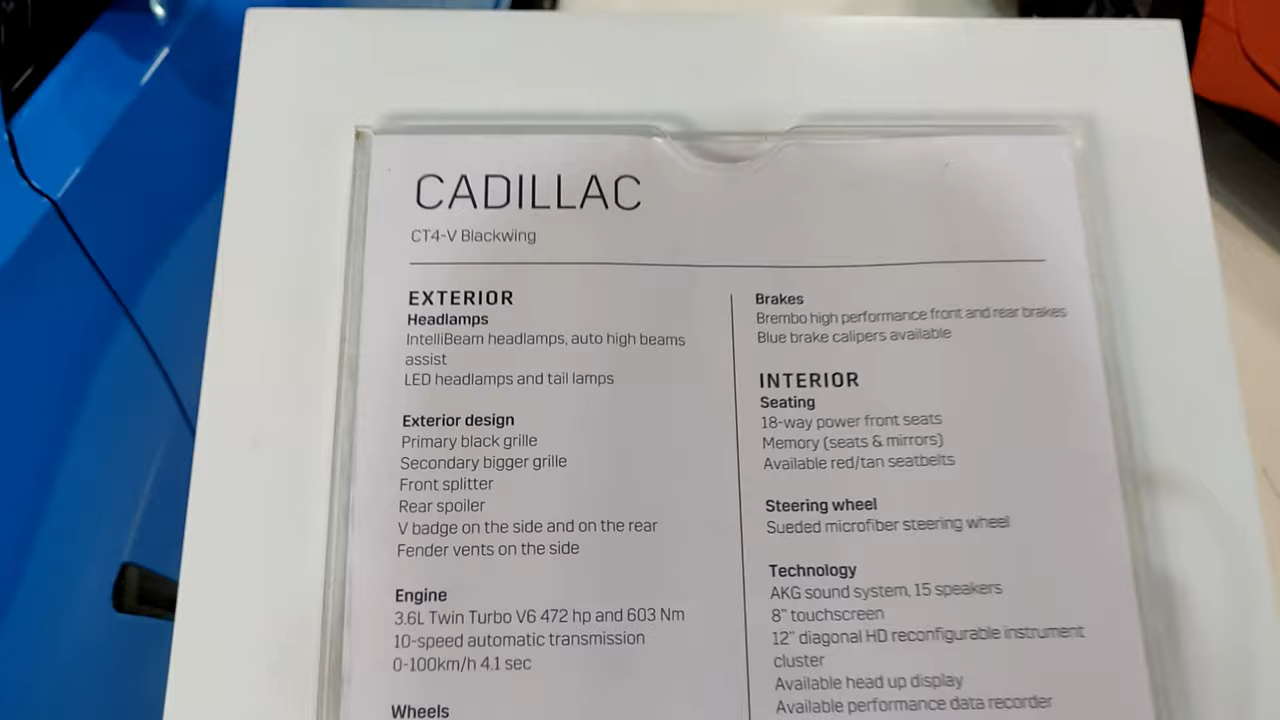 CADILLAC
CT4-V Blackwing
EXTERIOR
Headlamps
IntelliBeam headlamps, auto high beams
assist
LED headlamps and tail lamps
Exterior design
Primary black grille
Secondary bigger grille
Front splitter
Rear spoiler
V badge on the side and on the rear
Fender vents on the side
Engine
3.6L Twin Turbo V6 472 hp and 603 Nm
10-speed automatic transmission
0-100km/h 4.1 sec
Wheels
Brakes
Brembo high performance front and rear brakes
Blue brake calipers available
INTERIOR
Seating
18-way power front seats
Memory (seats & mirrors)
Available red/tan seatbelts
Steering wheel
Sueded microfiber steering wheel
Technology
AKG sound system, 15 speakers
8" touchscreen
12" diagonal HD reconfigurable instrument
cluster
Available head up display
Available performance data recorder